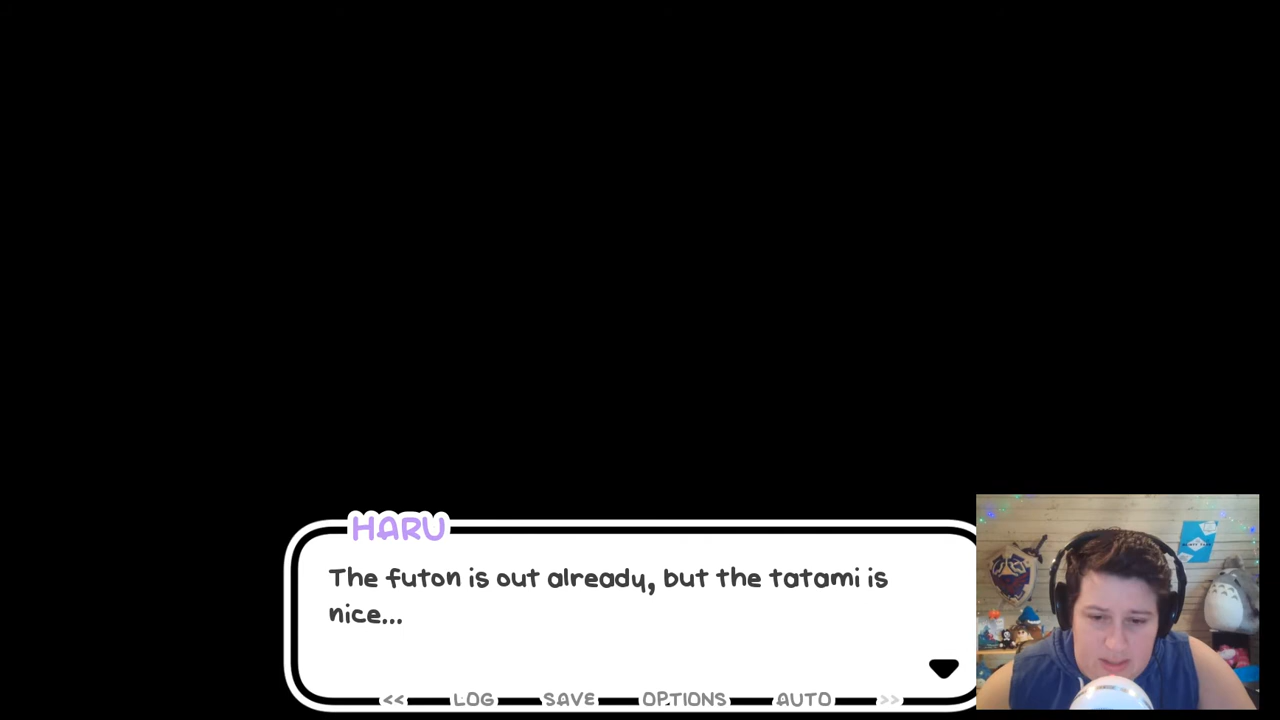 HARU
The futon is out already, but the tatami is
nice...
<< LOG SAVE OPTIONS AUTO >>